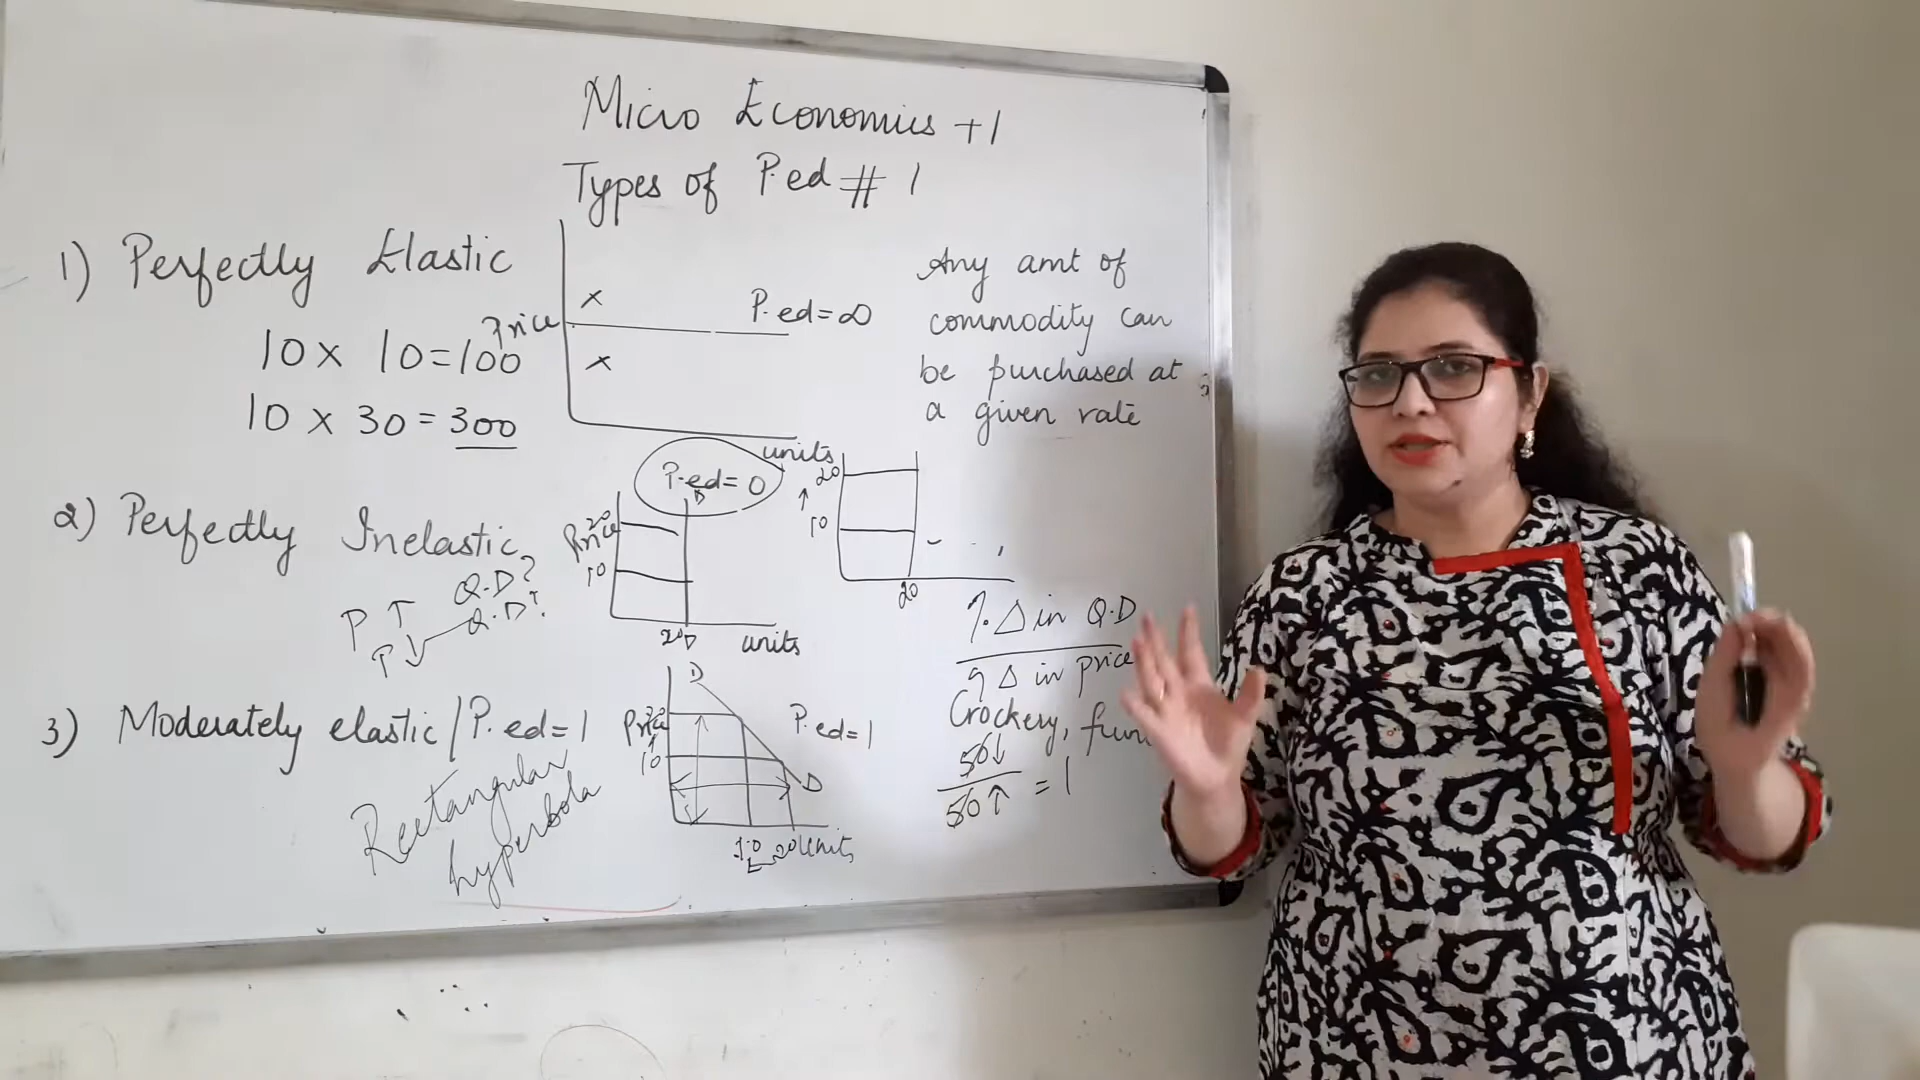 Micro Economics +1
Types of P.ed # 1
1) Perfectly Elastic
Price
10 x 10 = 100
10 x 30 = 300
x
x
P.ed = ∞
units
Any amt of
commodity can
be purchased at
a given rate
2) Perfectly Inelastic
P ↑ Q.D?
P ↓ Q.D?
P.ed = 0
D
Price
20
10
20
D
units
20
↑
10
20
%. Δ in Q.D
% Δ in price
3) Moderately elastic / P.ed = 1
Rectangular
hyperbola
D
Price
10
P.ed = 1
D
10 20 units
Crockery,
50↓
50↑
= 1